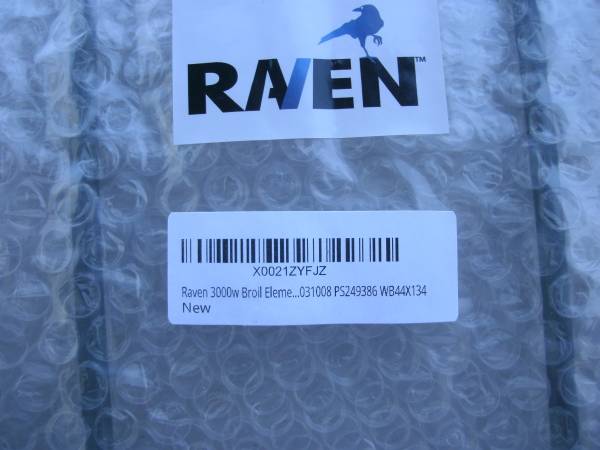 RAVEN™
X0021ZYFJZ
Raven 3000w Broil Eleme...031008 PS249386 WB44X134
New